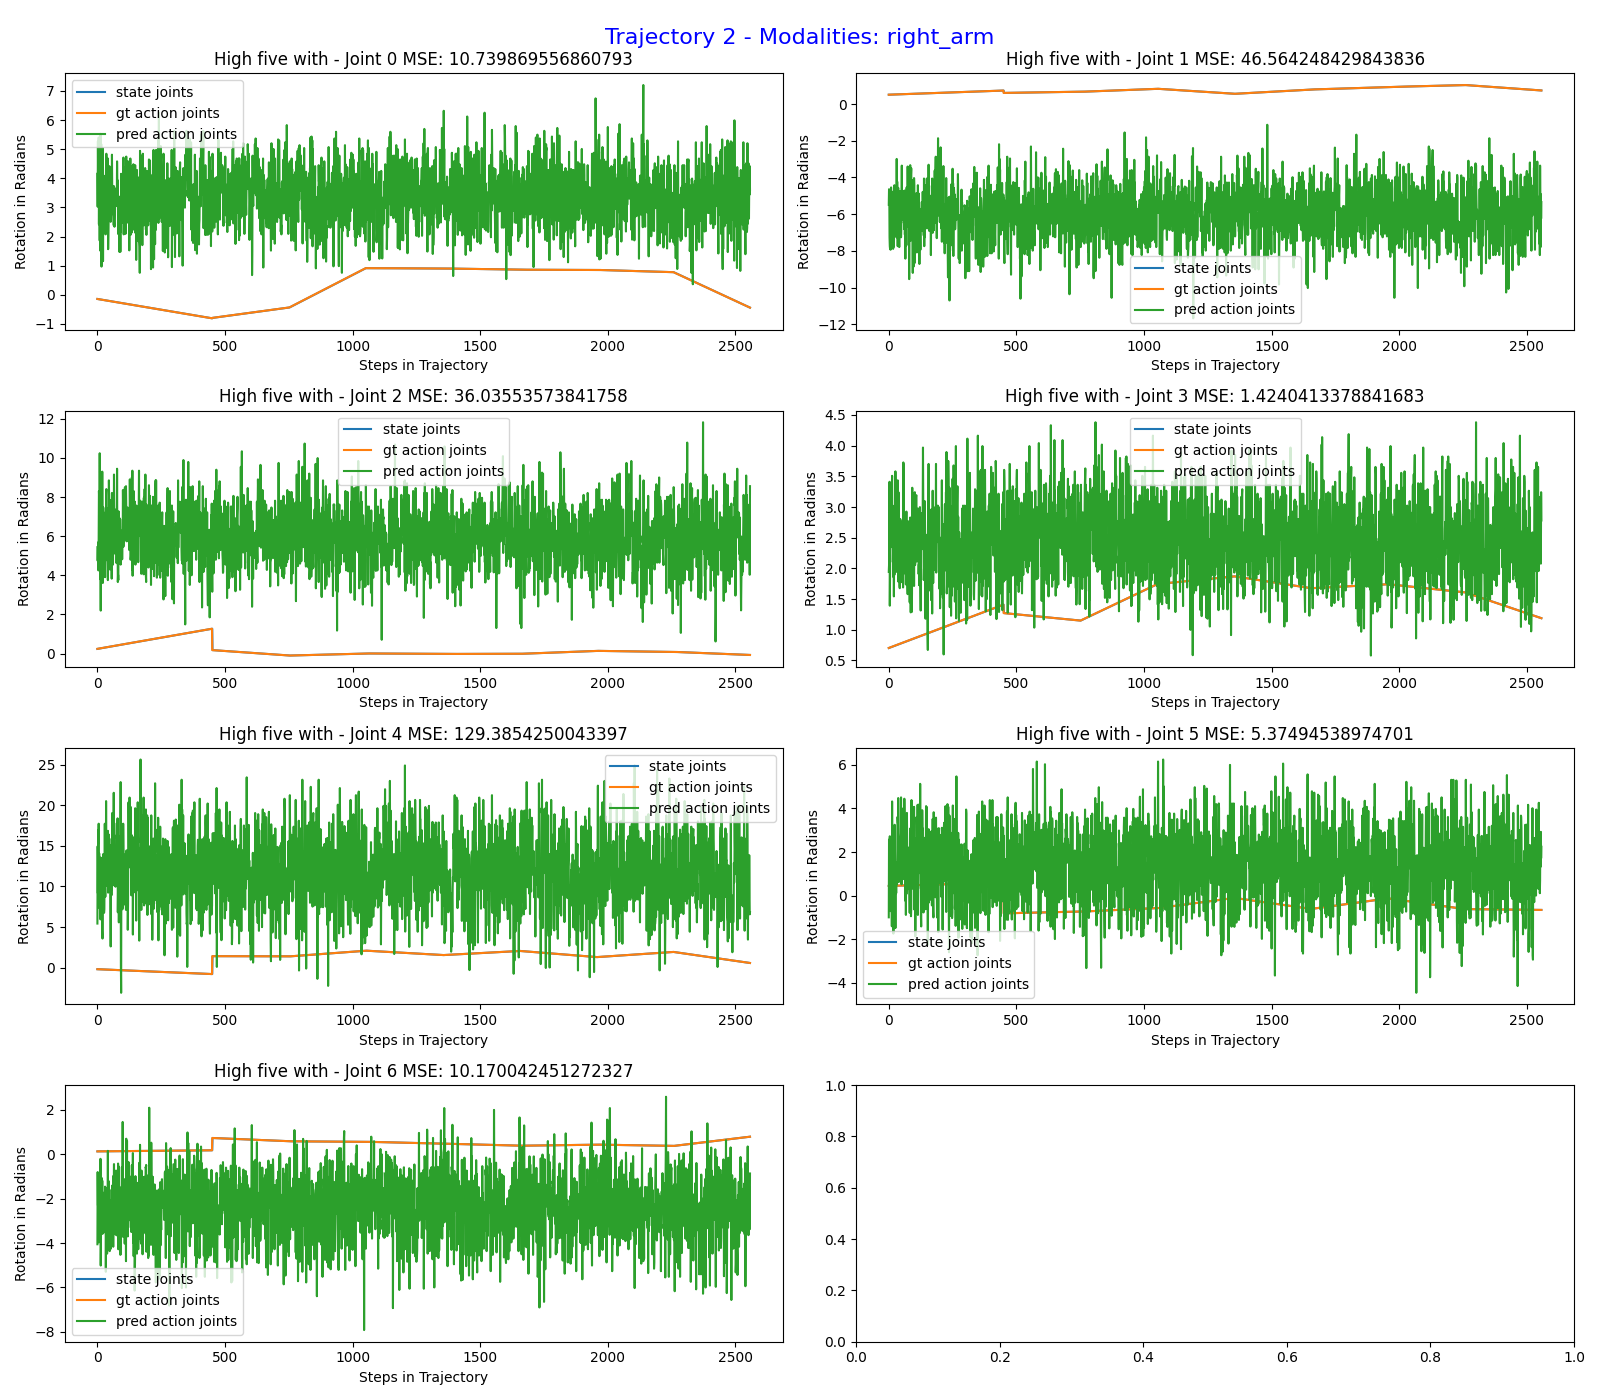 Trajectory 2 - Modalities: right_arm
High five with - Joint 0 MSE: 10.739869556860793
state joints
gt action joints
pred action joints
Rotation in Radians
7
6
5
4
3
2
1
0
−1
0 500 1000 1500 2000 2500
Steps in Trajectory
High five with - Joint 1 MSE: 46.564248429843836
state joints
gt action joints
pred action joints
Rotation in Radians
0
−2
−4
−6
−8
−10
−12
0 500 1000 1500 2000 2500
Steps in Trajectory
High five with - Joint 2 MSE: 36.03553573841758
state joints
gt action joints
pred action joints
Rotation in Radians
12
10
8
6
4
2
0
0 500 1000 1500 2000 2500
Steps in Trajectory
High five with - Joint 3 MSE: 1.4240413378841683
state joints
gt action joints
pred action joints
Rotation in Radians
4.5
4.0
3.5
3.0
2.5
2.0
1.5
1.0
0.5
0 500 1000 1500 2000 2500
Steps in Trajectory
High five with - Joint 4 MSE: 129.3854250043397
state joints
gt action joints
pred action joints
Rotation in Radians
25
20
15
10
5
0
0 500 1000 1500 2000 2500
Steps in Trajectory
High five with - Joint 5 MSE: 5.37494538974701
state joints
gt action joints
pred action joints
Rotation in Radians
6
4
2
0
−2
−4
0 500 1000 1500 2000 2500
Steps in Trajectory
High five with - Joint 6 MSE: 10.170042451272327
state joints
gt action joints
pred action joints
Rotation in Radians
2
0
−2
−4
−6
−8
0 500 1000 1500 2000 2500
Steps in Trajectory
1.0
0.8
0.6
0.4
0.2
0.0
0.0 0.2 0.4 0.6 0.8 1.0